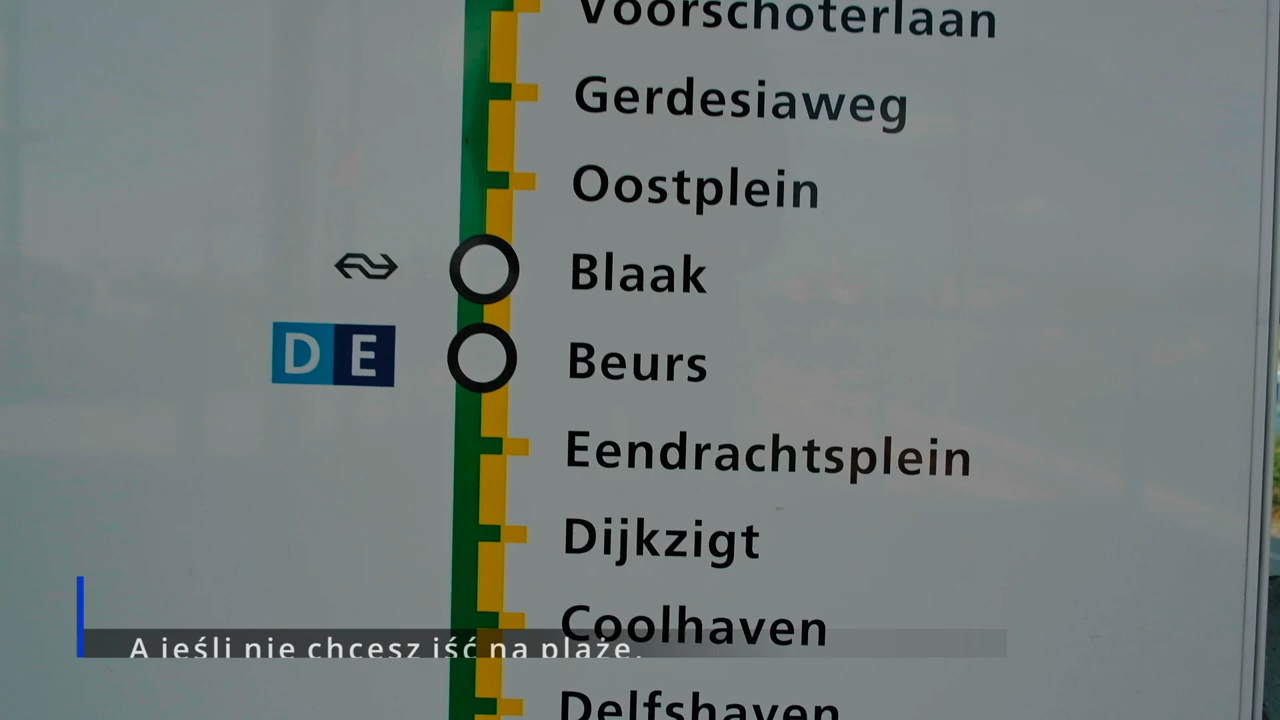 Voorschoterlaan
Gerdesiaweg
Oostplein
Blaak
D E
Beurs
Eendrachtsplein
Dijkzigt
Coolhaven
A jeśli nie chcesz iść na plażę,
Delfshaven